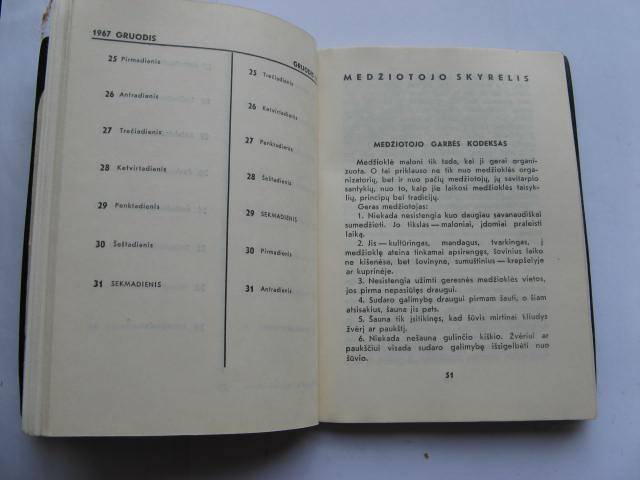 1967 GRUODIS
25 Pirmadienis
26 Antradienis
27 Trečiadienis
28 Ketvirtadienis
29 Penktadienis
30 Šeštadienis
31 SEKMADIENIS
GRUODIS
25 Trečiadienis
26 Ketvirtadienis
27 Penktadienis
28 Šeštadienis
29 SEKMADIENIS
30 Pirmadienis
31 Antradienis
MEDŽIOTOJO SKYRELIS
MEDŽIOTOJO GARBĖS KODEKSAS
Medžioklė maloni tik tada, kai ji gerai organi-
zuota. O tai priklauso ne tik nuo medžioklės orga-
nizatorių, bet ir nuo pačių medžiotojų, jų savitarpio
santykių, nuo to, kaip jie laikosi medžioklės taisyk-
lių, principų bei tradicijų.
Geras medžiotojas:
1. Niekada nesistengia kuo daugiau savanaudiškai
sumedžioti. Jo tikslas — maloniai, įdomiai praleisti
laiką.
2. Jis — kultūringas, mandagus, tvarkingas, į
medžioklę ateina tinkamai apsirengęs, šovinius laiko
ne kišenėse, bet šovininėje, sumuštinius — krepšelyje
ar kuprinėje.
3. Nesistengia užimti geresnės medžioklės vietos,
jos pirma nepasiūlęs draugui.
4. Sudaro galimybę draugui pirmam šauti, o šiam
atsisakius, šauna jis pats.
5. Šauna tik įsitikinęs, kad šūvis mirtinai kliudys
žvėrį ar paukštį.
6. Niekada nešauna gulinčio kiškio. Žvėriui ar
paukščiui visada sudaro galimybę išsigelbėti nuo
šūvio.
51